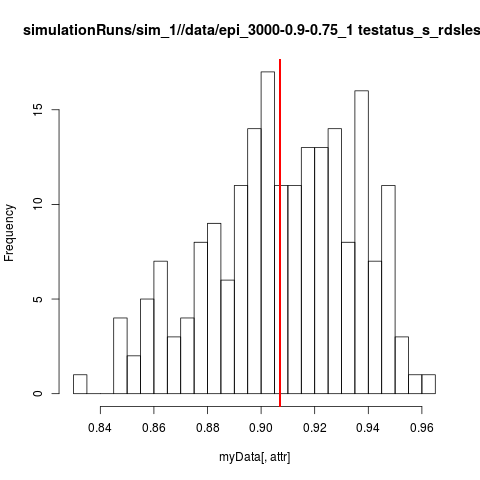 simulationRuns/sim_1//data/epi_3000-0.9-0.75_1 testatus_s_rdsles
Frequency
15
10
5
0
0.84 0.86 0.88 0.90 0.92 0.94 0.96
myData[, attr]